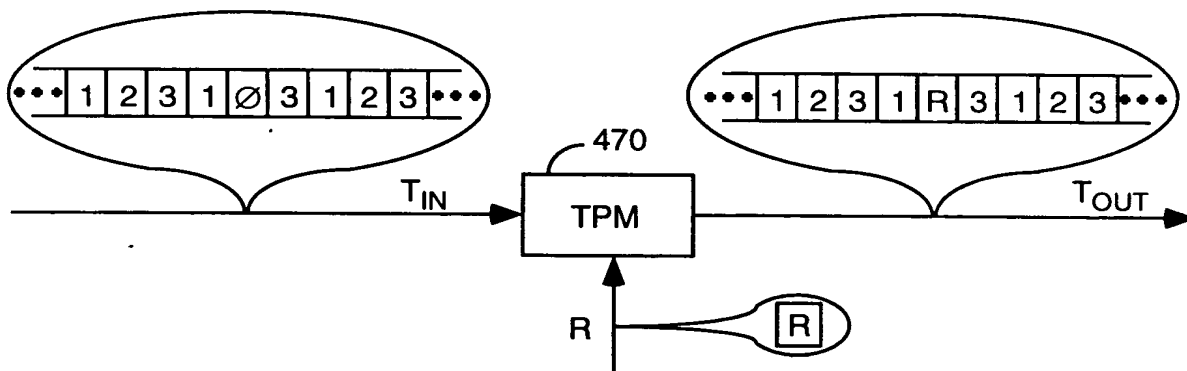 ••• 1 2 3 1 Ø 3 1 2 3 •••
••• 1 2 3 1 R 3 1 2 3 •••
470
T_IN
TPM
T_OUT
R
R